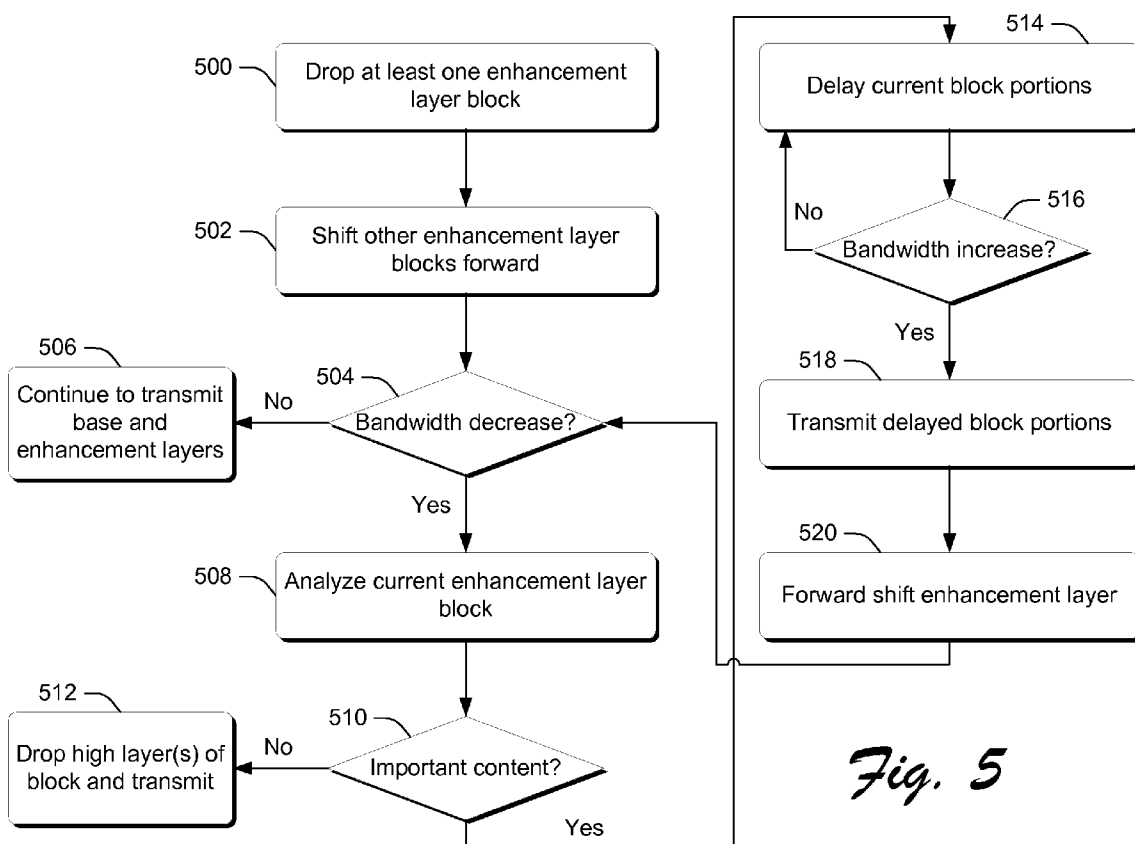 500
Drop at least one enhancement
layer block
502
Shift other enhancement layer
blocks forward
506
Continue to transmit
base and
enhancement layers
No
504
Bandwidth decrease?
Yes
508
Analyze current enhancement layer
block
512
Drop high layer(s) of
block and transmit
No
510
Important content?
Yes
514
Delay current block portions
No
516
Bandwidth increase?
Yes
518
Transmit delayed block portions
520
Forward shift enhancement layer
Fig. 5